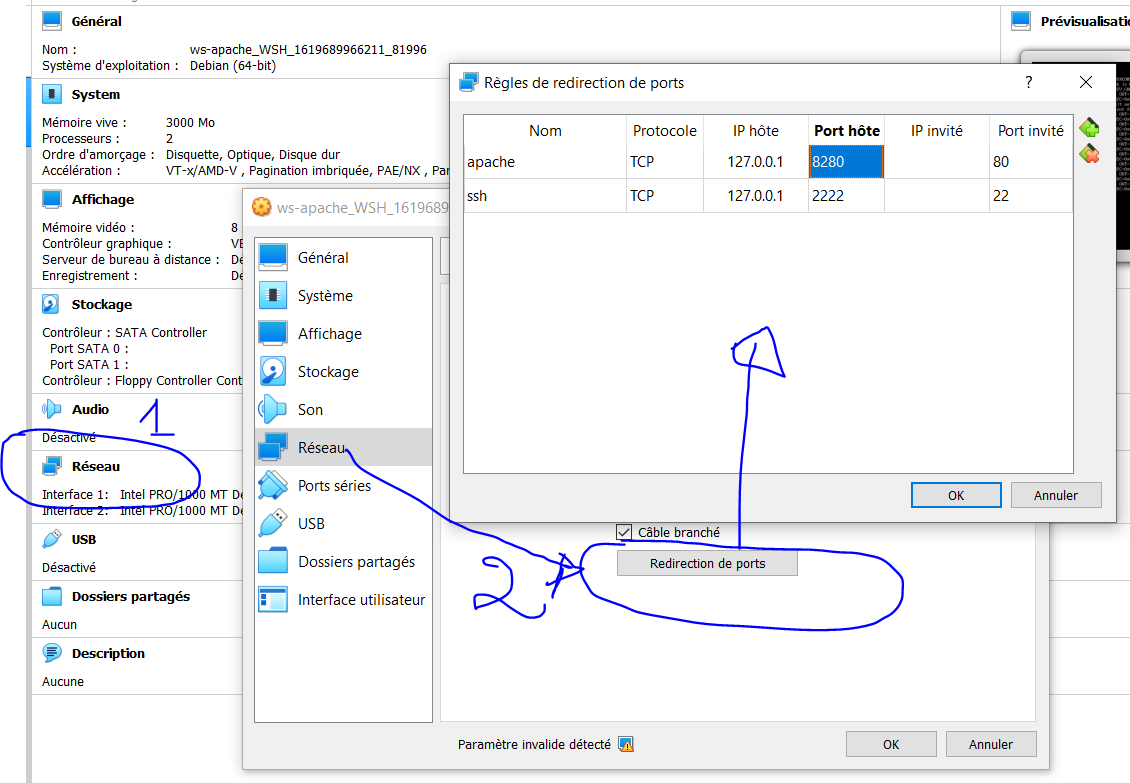 Général
Nom : ws-apache_WSH_1619689966211_81996
Système d'exploitation : Debian (64-bit)
System
Mémoire vive : 3000 Mo
Processeurs : 2
Ordre d'amorçage : Disquette, Optique, Disque dur
Accélération : VT-x/AMD-V , Pagination imbriquée, PAE/NX , Par
Affichage
Mémoire vidéo : 8
Contrôleur graphique : VE
Serveur de bureau à distance : Dé
Enregistrement : Dé
Stockage
Contrôleur : SATA Controller
Port SATA 0 :
Port SATA 1 :
Contrôleur : Floppy Controller Cont
Audio
Désactivé
1
Réseau
Interface 1: Intel PRO/1000 MT De
Interface 2: Intel PRO/1000 MT De
USB
Désactivé
Dossiers partagés
Aucun
Description
Aucune
Prévisualisatio
ws-apache_WSH_1619689
Général
Système
Affichage
Stockage
Son
Réseau
Ports séries
USB
Dossiers partagés
Interface utilisateur
Règles de redirection de ports
?
Nom Protocole IP hôte Port hôte IP invité Port invité
apache TCP 127.0.0.1 8280 80
ssh TCP 127.0.0.1 2222 22
OK Annuler
Câble branché
2
Redirection de ports
Paramètre invalide détecté
OK Annuler